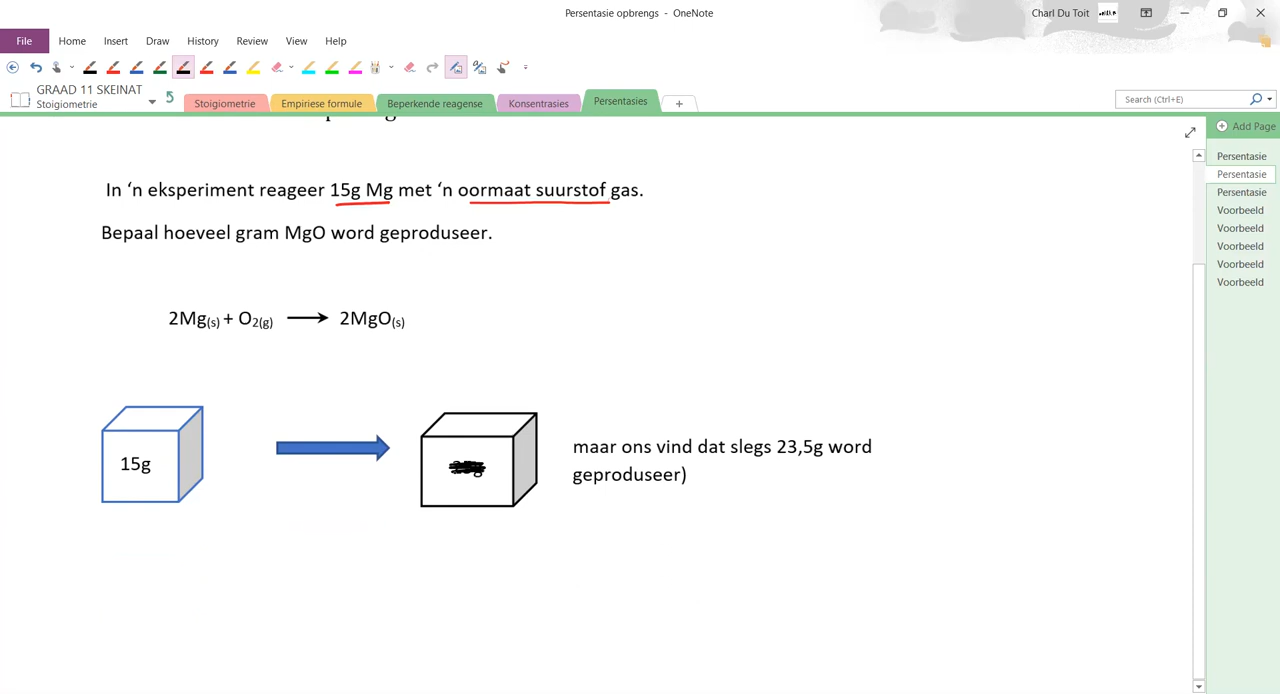 Persentasie opbrengs - OneNote
Charl Du Toit
File Home Insert Draw History Review View Help
GRAAD 11 SKEINAT
Stoigiometrie
Stoigiometrie Empiriese formule Beperkende reagense Konsentrasies Persentasies +
Search (Ctrl+E)
Add Page
Persentasie
Persentasie
Persentasie
Voorbeeld
Voorbeeld
Voorbeeld
Voorbeeld
Voorbeeld
In ‘n eksperiment reageer 15g Mg met ‘n oormaat suurstof gas.
Bepaal hoeveel gram MgO word geproduseer.
2Mg(s) + O2(g) ⟶ 2MgO(s)
15g
maar ons vind dat slegs 23,5g word
geproduseer)